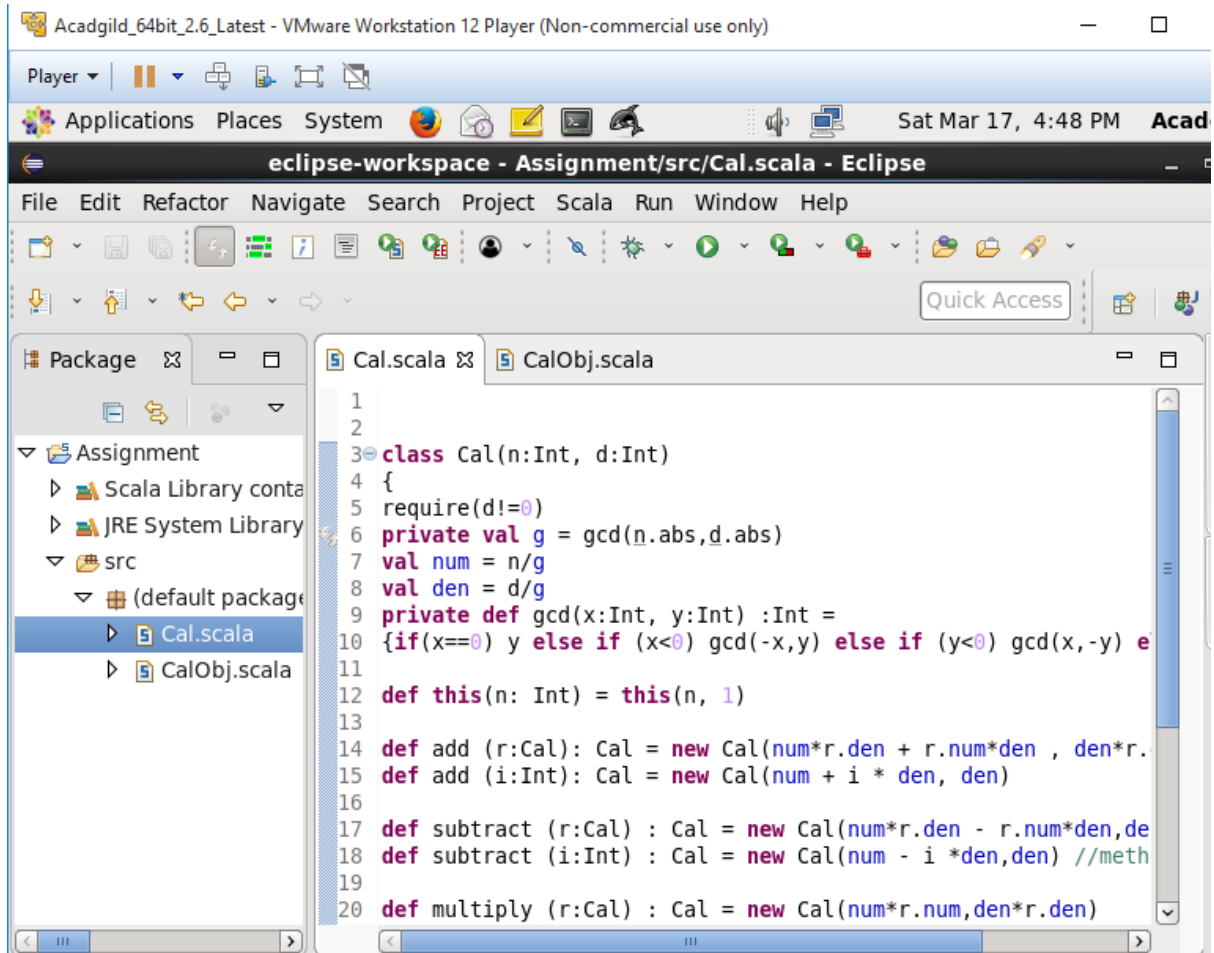 Acadgild_64bit_2.6_Latest - VMware Workstation 12 Player (Non-commercial use only)
Player
Applications Places System Sat Mar 17, 4:48 PM Acad
eclipse-workspace - Assignment/src/Cal.scala - Eclipse
File Edit Refactor Navigate Search Project Scala Run Window Help
Quick Access
Package
Cal.scala CalObj.scala
Assignment
Scala Library conta
JRE System Library
src
(default package
Cal.scala
CalObj.scala
1
2
3 class Cal(n:Int, d:Int)
4 {
5 require(d!=0)
6 private val g = gcd(n.abs,d.abs)
7 val num = n/g
8 val den = d/g
9 private def gcd(x:Int, y:Int) :Int =
10 {if(x==0) y else if (x<0) gcd(-x,y) else if (y<0) gcd(x,-y) e
11
12 def this(n: Int) = this(n, 1)
13
14 def add (r:Cal): Cal = new Cal(num*r.den + r.num*den , den*r.
15 def add (i:Int): Cal = new Cal(num + i * den, den)
16
17 def subtract (r:Cal) : Cal = new Cal(num*r.den - r.num*den,de
18 def subtract (i:Int) : Cal = new Cal(num - i *den,den) //meth
19
20 def multiply (r:Cal) : Cal = new Cal(num*r.num,den*r.den)